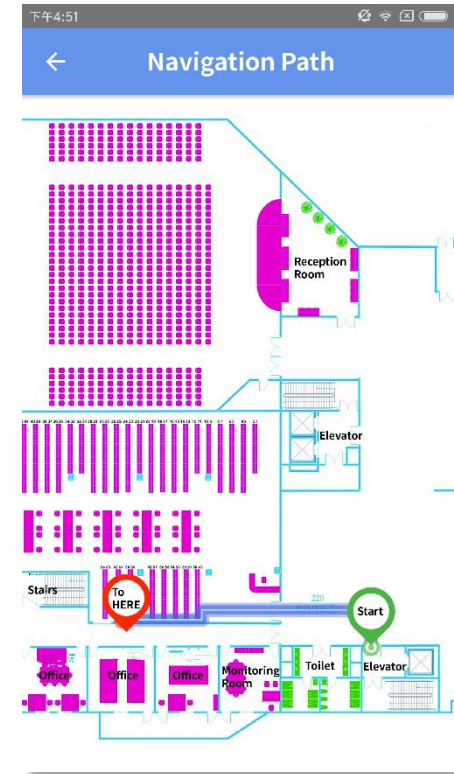 下午4:51
Navigation Path
Reception
Room
Elevator
Stairs
To
HERE
Start
Office
Office
Office
Monitoring
Room
Toilet
Elevator